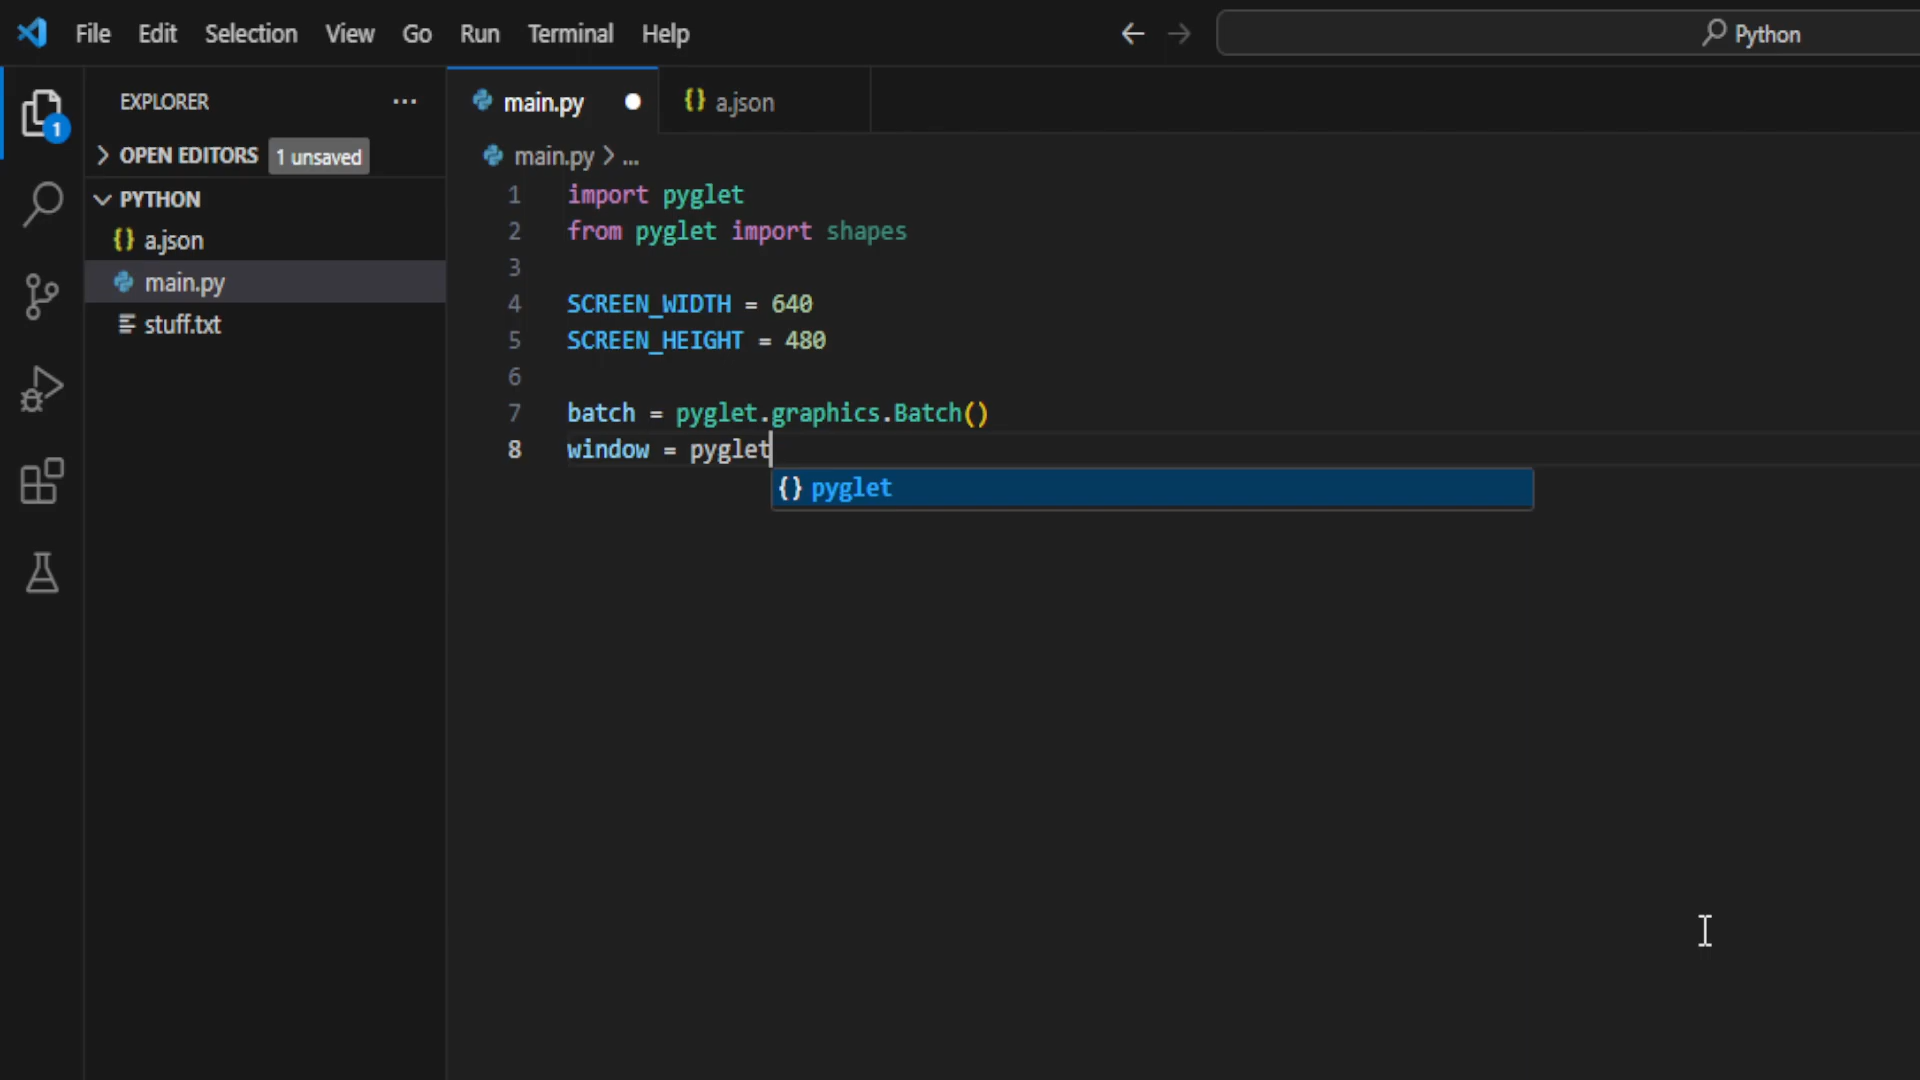 File Edit Selection View Go Run Terminal Help Python
EXPLORER ...
OPEN EDITORS 1 unsaved
PYTHON
{} a.json
main.py
stuff.txt
1
main.py {} a.json
main.py > ...
1 import pyglet
2 from pyglet import shapes
3
4 SCREEN_WIDTH = 640
5 SCREEN_HEIGHT = 480
6
7 batch = pyglet.graphics.Batch()
8 window = pyglet
{} pyglet